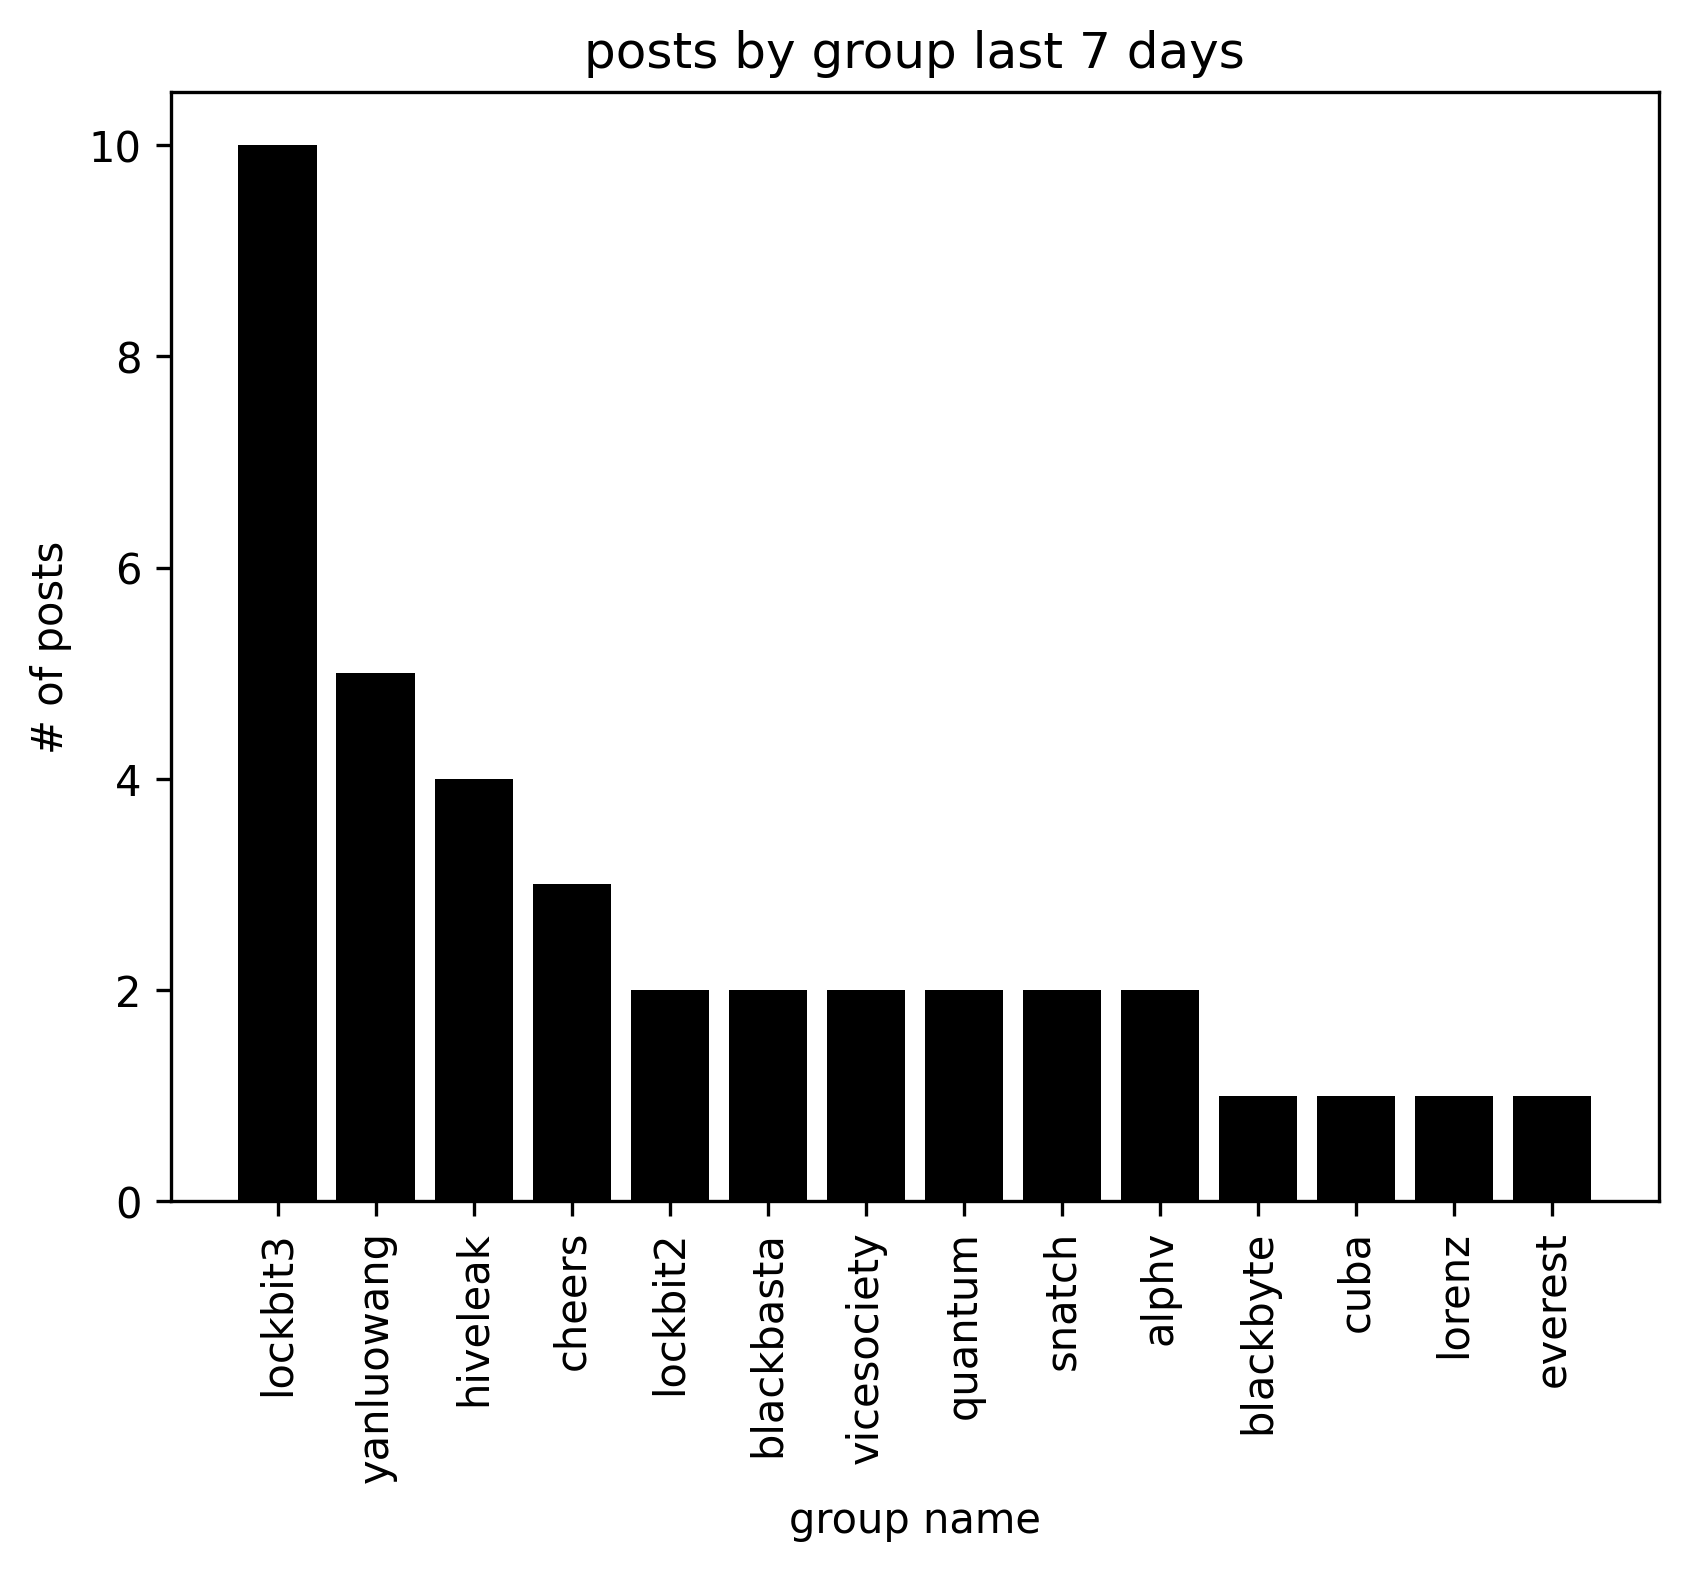 posts by group last 7 days
10
8
6
4
2
0
# of posts
lockbit3
yanluowang
hiveleak
cheers
lockbit2
blackbasta
vicesociety
quantum
snatch
alphv
blackbyte
cuba
lorenz
everest
group name